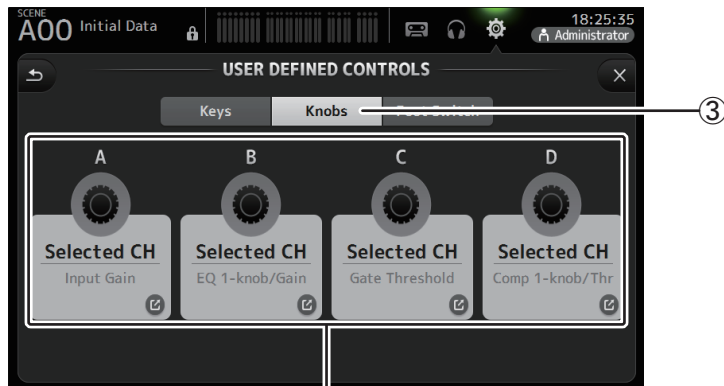 SCENE
A00 Initial Data
18:25:35
Administrator
USER DEFINED CONTROLS
Keys Knobs
3
A B C D
Selected CH Selected CH Selected CH Selected CH
Input Gain EQ 1-knob/Gain Gate Threshold Comp 1-knob/Thr